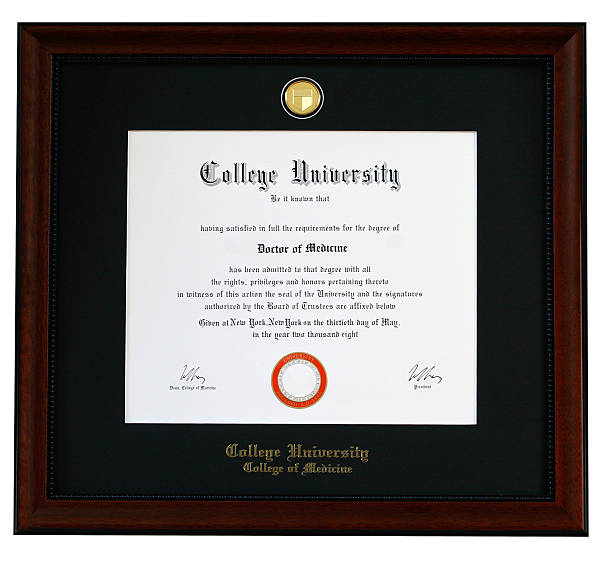 College University
Be it known that
having satisfied in full the requirements for the degree of
Doctor of Medicine
has been admitted to that degree with all
the rights, privileges and honors pertaining thereto
in witness of this action the seal of the University and the signatures
authorized by the Board of Trustees are affixed below
Given at New York, New York on the thirtieth day of May,
in the year two thousand eight
Dean, College of Medicine
President
UNIVERSITY
College University
College of Medicine